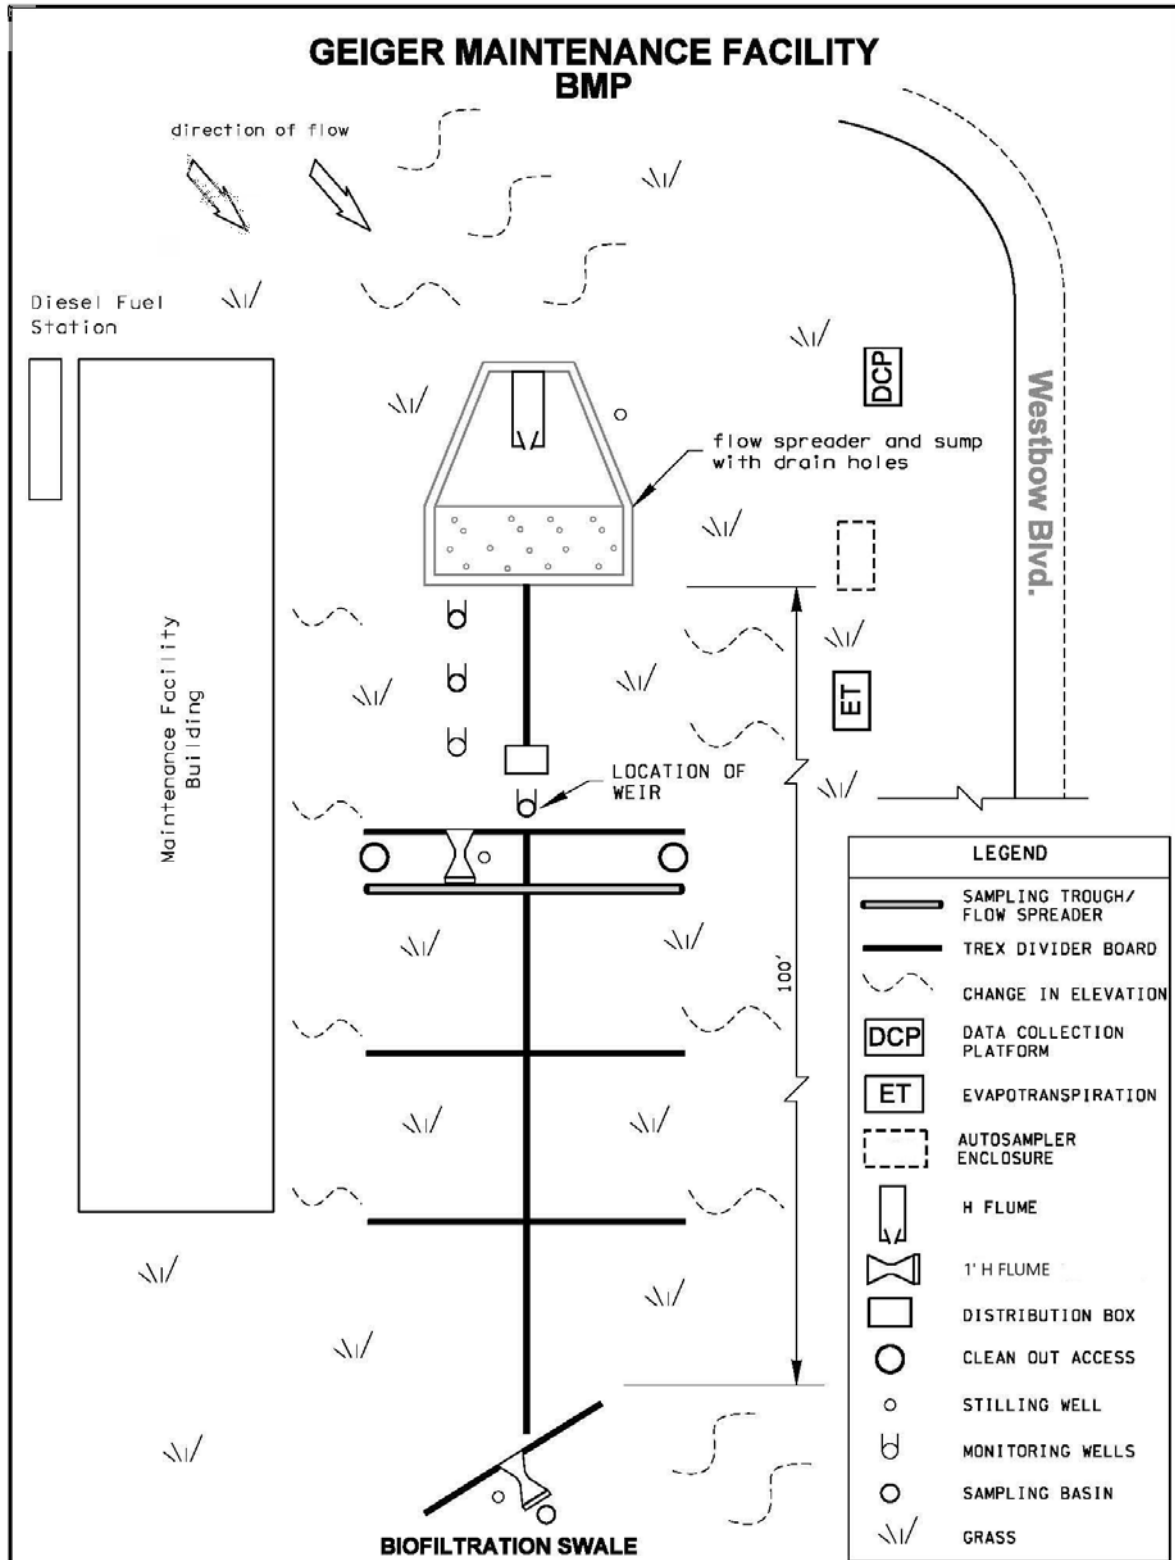 GEIGER MAINTENANCE FACILITY
BMP
direction of flow
Diesel Fuel
Station
DCP
Westbow Blvd.
flow spreader and sump
with drain holes
Maintenance Facility
Building
ET
LOCATION OF
WEIR
100'
LEGEND
SAMPLING TROUGH/
FLOW SPREADER
TREX DIVIDER BOARD
CHANGE IN ELEVATION
DCP
DATA COLLECTION
PLATFORM
ET
EVAPOTRANSPIRATION
AUTOSAMPLER
ENCLOSURE
H FLUME
1' H FLUME
DISTRIBUTION BOX
CLEAN OUT ACCESS
STILLING WELL
MONITORING WELLS
SAMPLING BASIN
GRASS
BIOFILTRATION SWALE